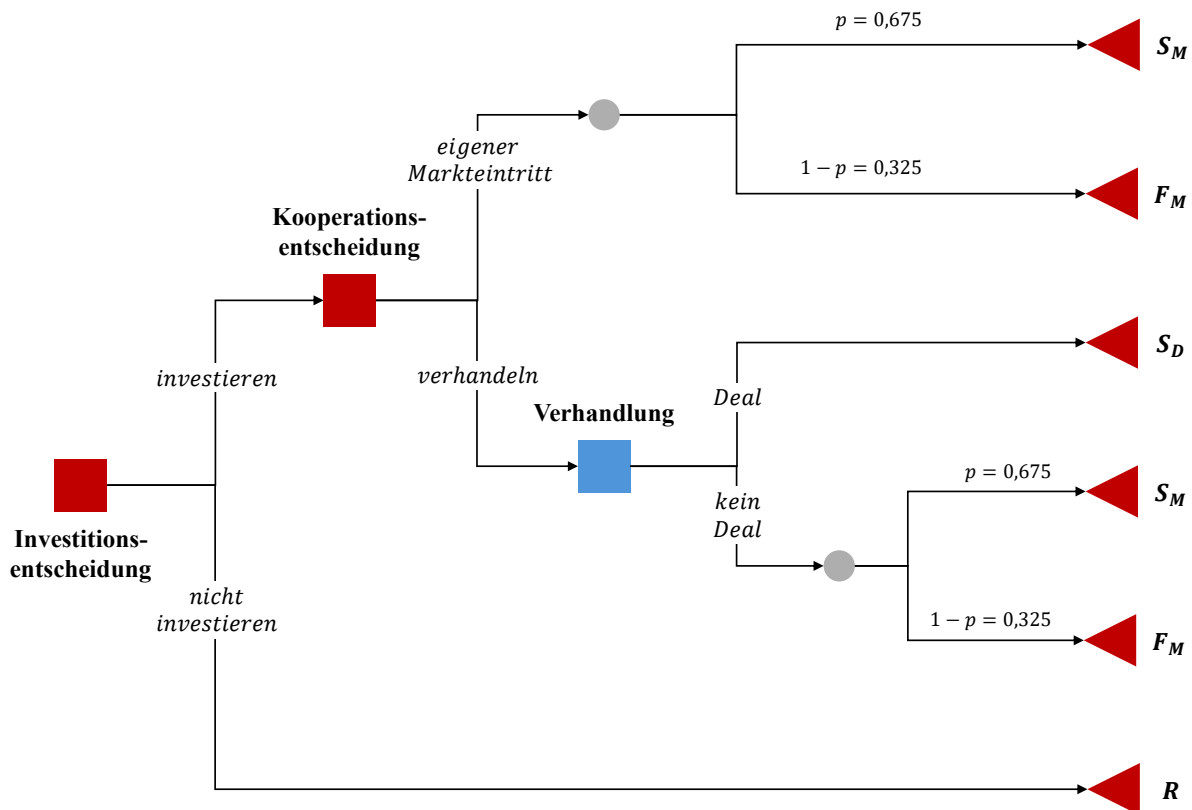 p = 0,675
S_M
eigener
Markteintritt
1 − p = 0,325
F_M
Kooperations-
entscheidung
investieren
verhandeln
S_D
Deal
Verhandlung
p = 0,675
S_M
kein
Deal
Investitions-
entscheidung
nicht
investieren
1 − p = 0,325
F_M
R